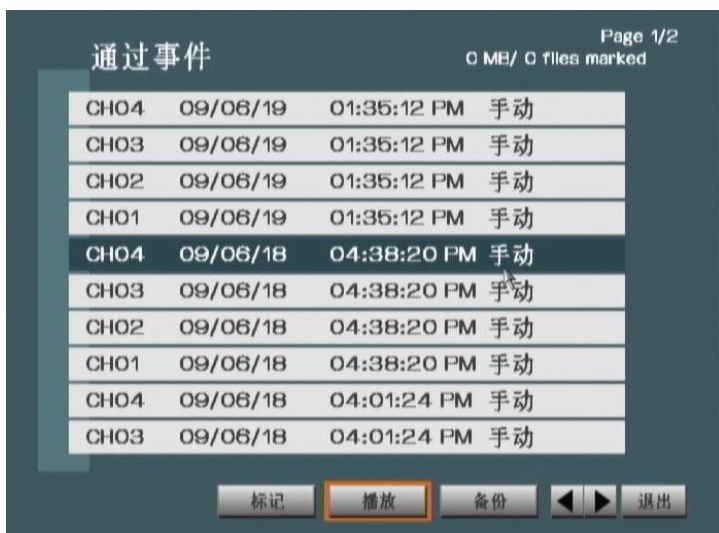 Page 1/2
通过事件
0 MB/ 0 files marked
CH04 09/06/19 01:35:12 PM 手动
CH03 09/06/19 01:35:12 PM 手动
CH02 09/06/19 01:35:12 PM 手动
CH01 09/06/19 01:35:12 PM 手动
CH04 09/06/18 04:38:20 PM 手动
CH03 09/06/18 04:38:20 PM 手动
CH02 09/06/18 04:38:20 PM 手动
CH01 09/06/18 04:38:20 PM 手动
CH04 09/06/18 04:01:24 PM 手动
CH03 09/06/18 04:01:24 PM 手动
标记 播放 备份 退出